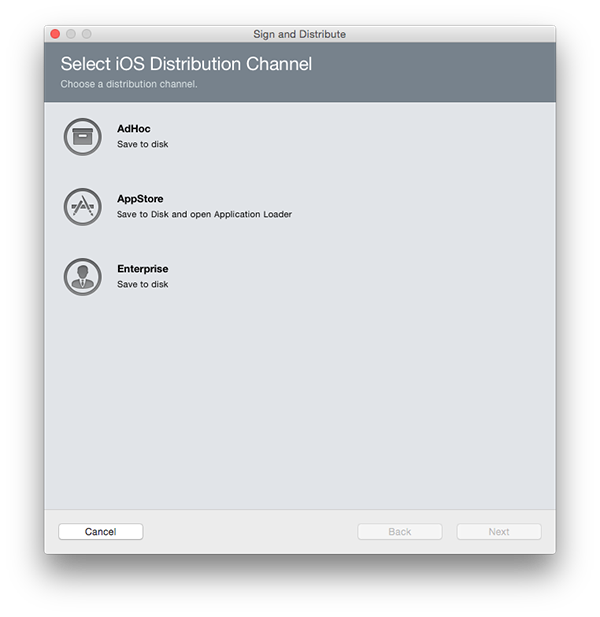 Sign and Distribute
Select iOS Distribution Channel
Choose a distribution channel.
AdHoc
Save to disk
AppStore
Save to Disk and open Application Loader
Enterprise
Save to disk
Cancel
Back
Next